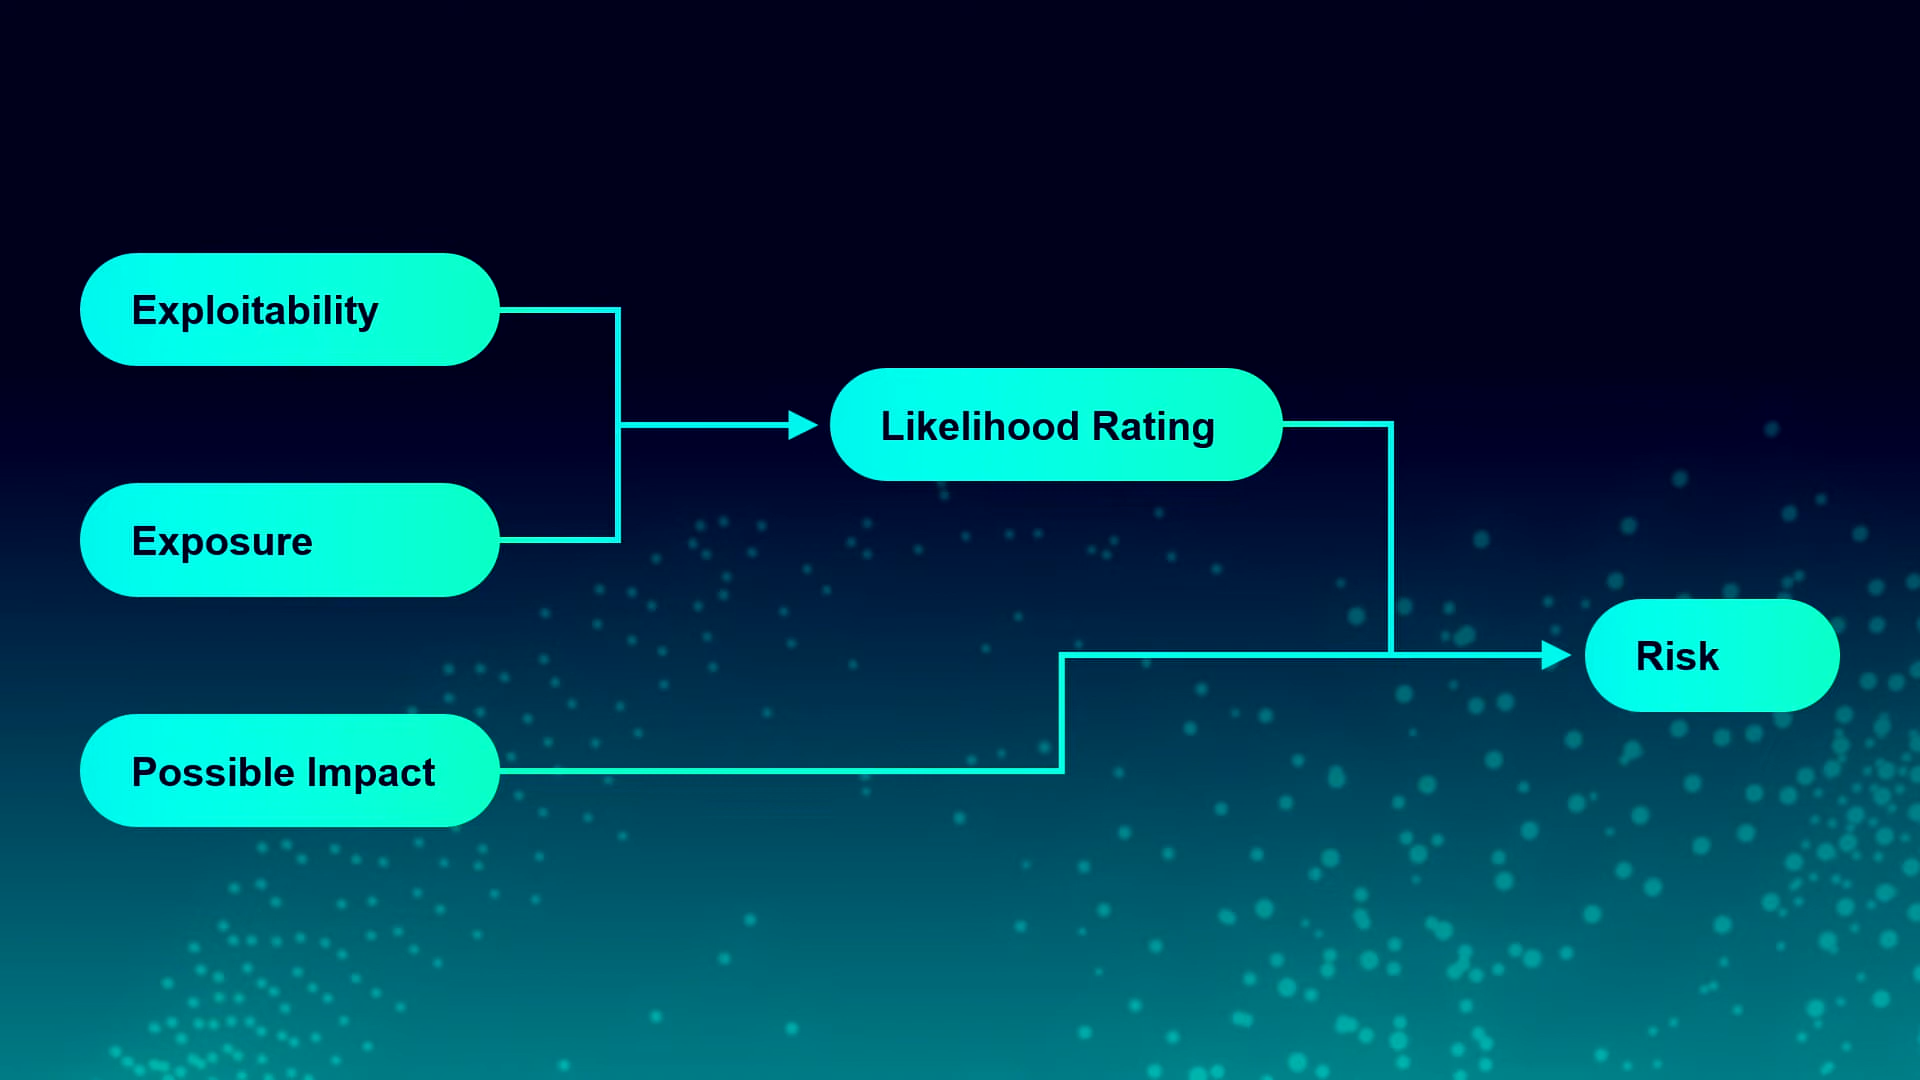 Exploitability
Exposure
Possible Impact
Likelihood Rating
Risk